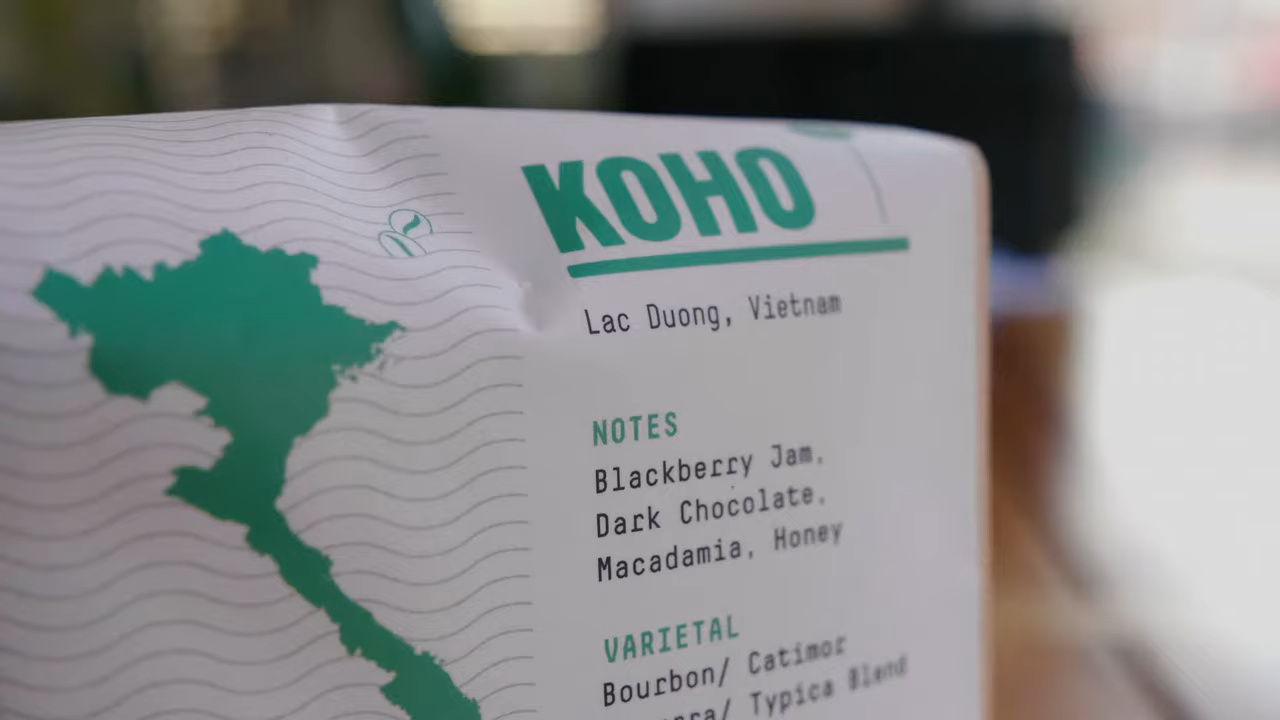 KOHO
Lac Duong, Vietnam
NOTES
Blackberry Jam,
Dark Chocolate,
Macadamia, Honey
VARIETAL
Bourbon/ Catimor
Typica Blend